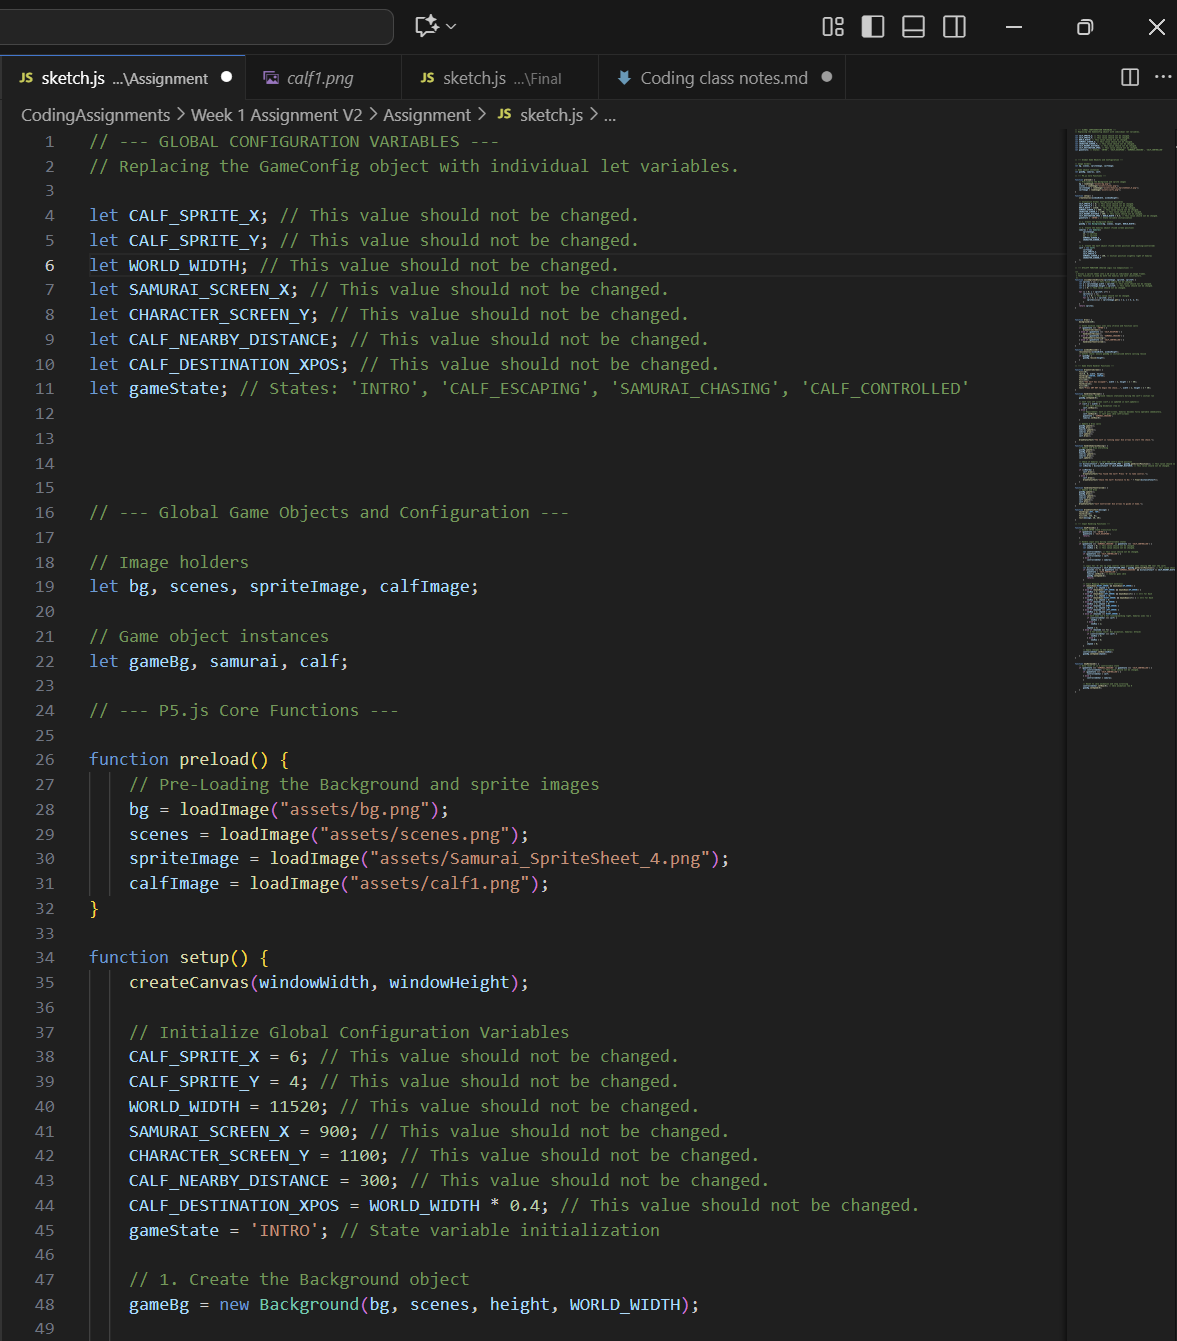 JS sketch.js ...\Assignment
calf1.png
JS sketch.js ...\Final
Coding class notes.md
CodingAssignments > Week 1 Assignment V2 > Assignment > JS sketch.js > ...
1 // --- GLOBAL CONFIGURATION VARIABLES ---
2 // Replacing the GameConfig object with individual let variables.
3
4 let CALF_SPRITE_X; // This value should not be changed.
5 let CALF_SPRITE_Y; // This value should not be changed.
6 let WORLD_WIDTH; // This value should not be changed.
7 let SAMURAI_SCREEN_X; // This value should not be changed.
8 let CHARACTER_SCREEN_Y; // This value should not be changed.
9 let CALF_NEARBY_DISTANCE; // This value should not be changed.
10 let CALF_DESTINATION_XPOS; // This value should not be changed.
11 let gameState; // States: 'INTRO', 'CALF_ESCAPING', 'SAMURAI_CHASING', 'CALF_CONTROLLED'
12
13
14
15
16 // --- Global Game Objects and Configuration ---
17
18 // Image holders
19 let bg, scenes, spriteImage, calfImage;
20
21 // Game object instances
22 let gameBg, samurai, calf;
23
24 // --- P5.js Core Functions ---
25
26 function preload() {
27 // Pre-Loading the Background and sprite images
28 bg = loadImage("assets/bg.png");
29 scenes = loadImage("assets/scenes.png");
30 spriteImage = loadImage("assets/Samurai_SpriteSheet_4.png");
31 calfImage = loadImage("assets/calf1.png");
32 }
33
34 function setup() {
35 createCanvas(windowWidth, windowHeight);
36
37 // Initialize Global Configuration Variables
38 CALF_SPRITE_X = 6; // This value should not be changed.
39 CALF_SPRITE_Y = 4; // This value should not be changed.
40 WORLD_WIDTH = 11520; // This value should not be changed.
41 SAMURAI_SCREEN_X = 900; // This value should not be changed.
42 CHARACTER_SCREEN_Y = 1100; // This value should not be changed.
43 CALF_NEARBY_DISTANCE = 300; // This value should not be changed.
44 CALF_DESTINATION_XPOS = WORLD_WIDTH * 0.4; // This value should not be changed.
45 gameState = 'INTRO'; // State variable initialization
46
47 // 1. Create the Background object
48 gameBg = new Background(bg, scenes, height, WORLD_WIDTH);
49